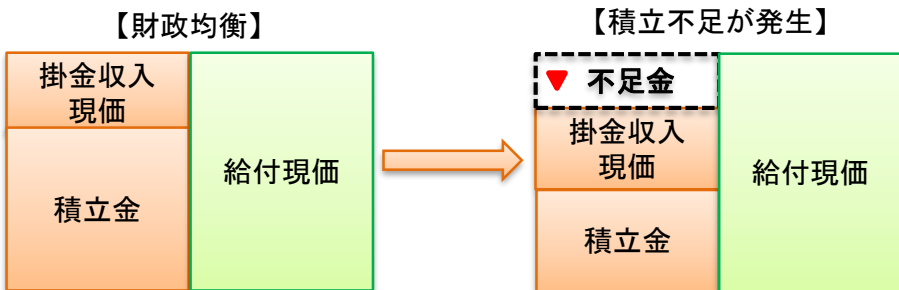 【財政均衡】
掛金収入
現価
積立金
給付現価
【積立不足が発生】
▼ 不足金
掛金収入
現価
積立金
給付現価